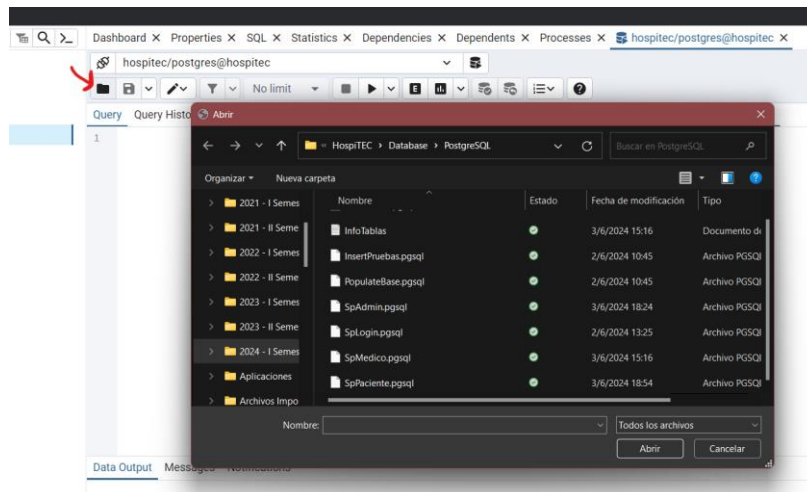 Dashboard X Properties X SQL X Statistics X Dependencies X Dependents X Processes X hospitec/postgres@hospitec X
hospitec/postgres@hospitec
No limit
Query Query Histo
Abrir
1
HospiTEC > Database > PostgreSQL
Buscar en PostgreSQL
Organizar Nueva carpeta
Nombre Estado Fecha de modificación Tipo
2021 - I Semes
InfoTablas 3/6/2024 15:16 Documento de
2021 - II Seme
InsertPruebas.pgsql 2/6/2024 10:45 Archivo PGSQL
2022 - I Semes
2022 - II Seme
PopulateBase.pgsql 2/6/2024 10:45 Archivo PGSQL
2023 - I Semes
SpAdmin.pgsql 3/6/2024 18:24 Archivo PGSQL
2023 - II Seme
SpLogin.pgsql 2/6/2024 13:25 Archivo PGSQL
2024 - I Semes
SpMedico.pgsql 3/6/2024 15:16 Archivo PGSQL
Aplicaciones
SpPaciente.pgsql 3/6/2024 18:54 Archivo PGSQL
Archivos Impo
Nombre:
Todos los archivos
Abrir Cancelar
Data Output Messages Notifications